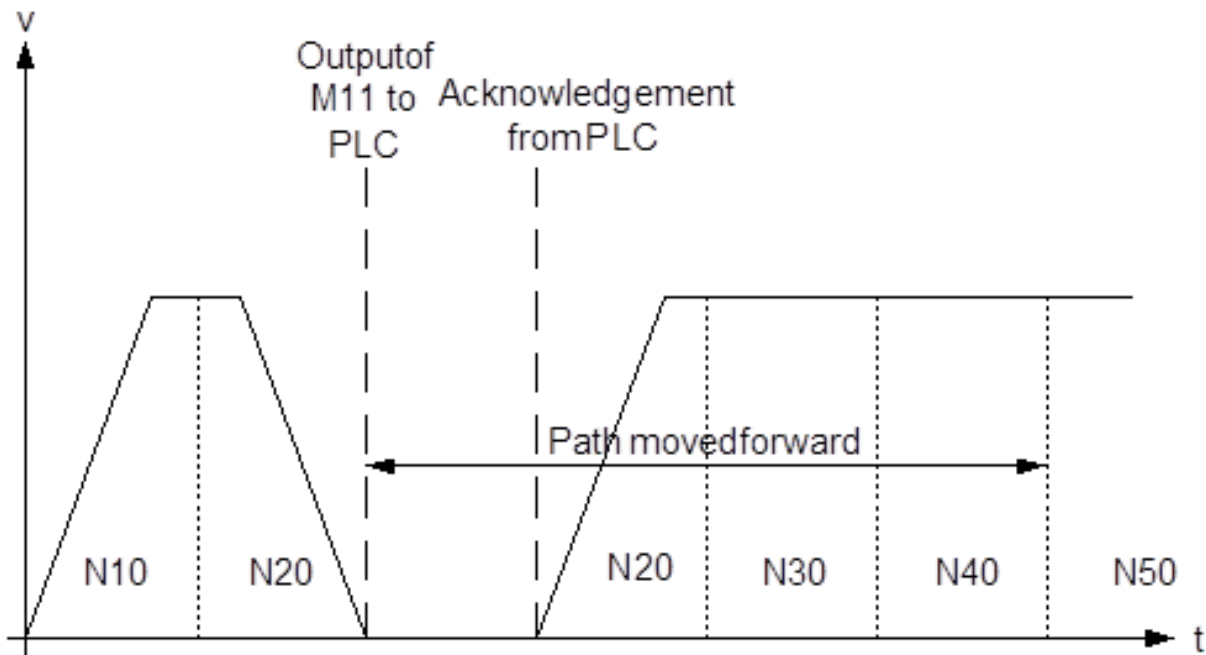 v
Outputof
M11 to
PLC
Acknowledgement
fromPLC
Path movedforward
N10
N20
N20
N30
N40
N50
t